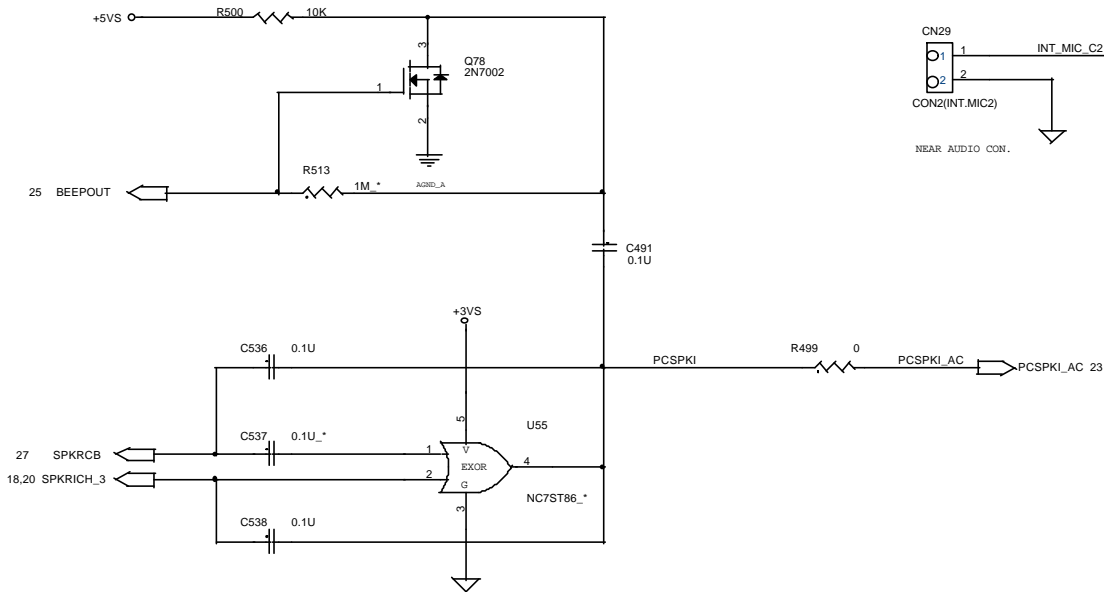 R500 10K
+5VS
3
Q78
2N7002
1
2
R513
1M_*
AGND_A
25 BEEPOUT
CN29
1
1
INT_MIC_C2
2
2
CON2(INT.MIC2)
NEAR AUDIO CON.
C491
0.1U
+3VS
C536 0.1U
PCSPKI
R499 0
PCSPKI_AC
PCSPKI_AC 23
5
U55
C537 0.1U_*
V
27 SPKRCB
1
EXOR
4
18,20 SPKRICH_3
2
G
NC7ST86_*
3
C538 0.1U